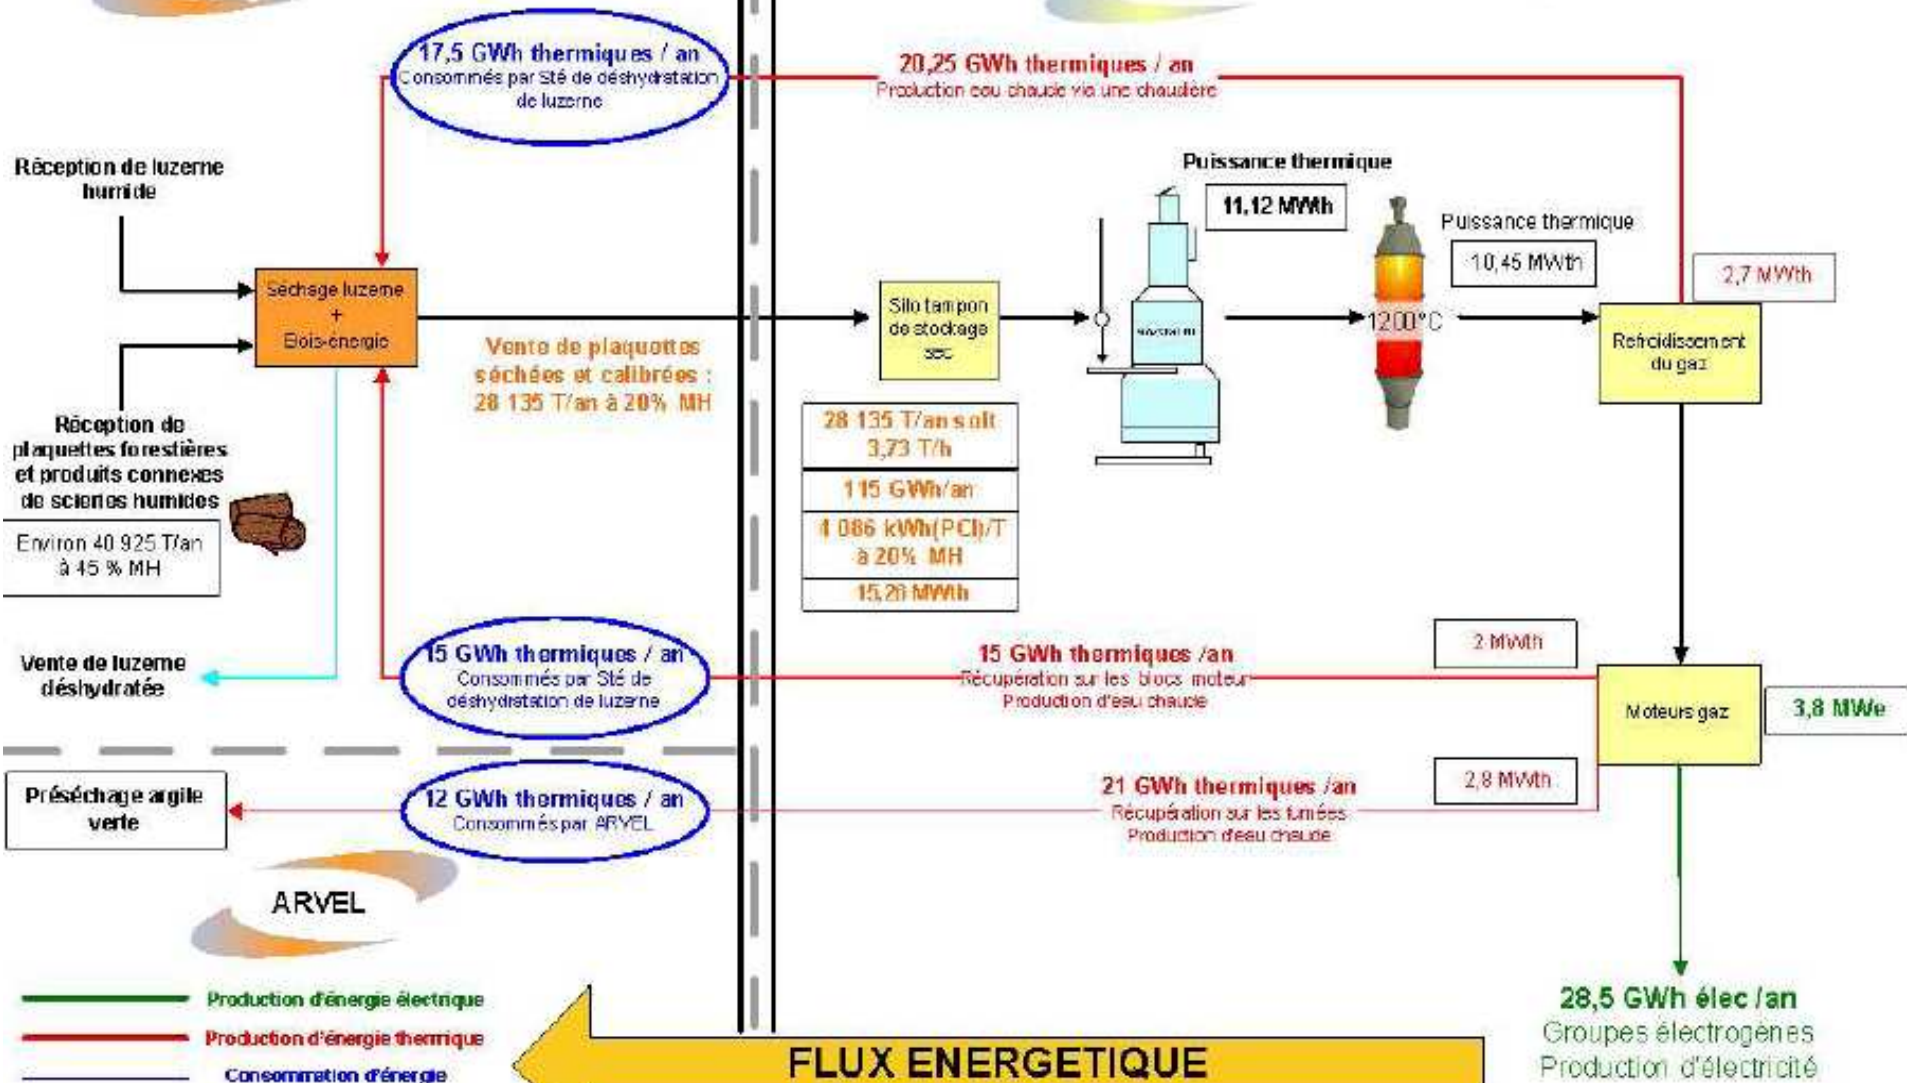 17,5 GWh thermiques / an
Consommés par Sté de déshydratation
de luzerne
20,25 GWh thermiques / an
Production eau chaude via une chaudière
Réception de luzerne
humide
Puissance thermique
11,12 MWth
Puissance thermique
10,45 MWth
2,7 MWth
Séchage luzerne
+
Bois-énergie
Silo tampon
de stockage
sec
1200°C
Refroidissement
du gaz
Vente de plaquettes
séchées et calibrées :
28 135 T/an à 20% MH
Réception de
plaquettes forestières
et produits connexes
de scieries humides
Environ 40 925 T/an
à 45 % MH
28 135 T/an soit
3,73 T/h
115 GWh/an
4 086 kWh(PCI)/T
à 20% MH
15,28 MWth
Vente de luzerne
déshydratée
15 GWh thermiques / an
Consommés par Sté de
déshydratation de luzerne
15 GWh thermiques /an
Récupération sur les blocs moteur
Production d'eau chaude
2 MWth
Moteurs gaz
3,8 MWe
Préséchage argile
verte
12 GWh thermiques / an
Consommés par ARVEL
21 GWh thermiques /an
Récupération sur les fumées
Production d'eau chaude
2,8 MWth
ARVEL
Production d'énergie électrique
Production d'énergie thermique
Consommation d'énergie
FLUX ENERGETIQUE
28,5 GWh élec /an
Groupes électrogènes
Production d'électricité